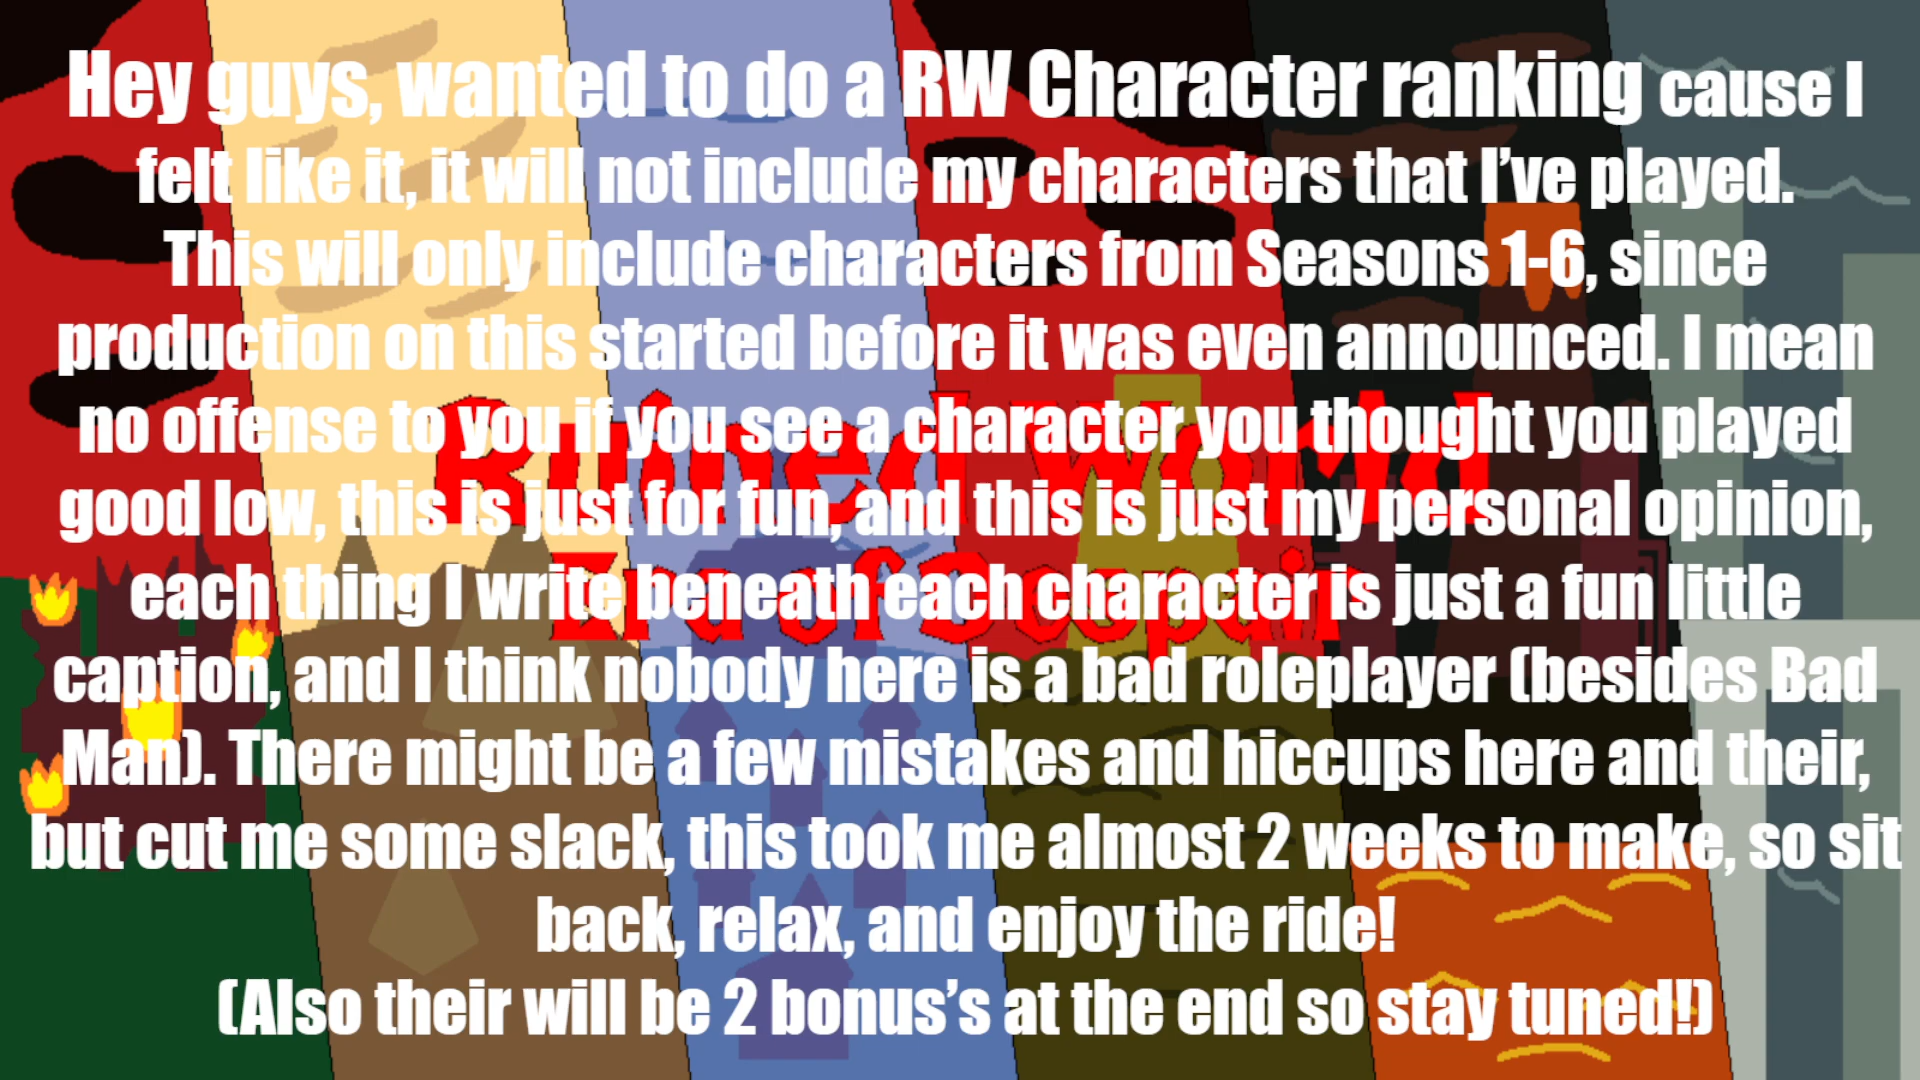 Hey guys, wanted to do a RW Character ranking cause I
felt like it, it will not include my characters that I've played.
This will only include characters from Seasons 1-6, since
production on this started before it was even announced. I mean
no offense to you if you see a character you thought you played
good low, this is just for fun, and this is just my personal opinion,
each thing I write beneath each character is just a fun little
caption, and I think nobody here is a bad roleplayer (besides Bad
Man). There might be a few mistakes and hiccups here and their,
but cut me some slack, this took me almost 2 weeks to make, so sit
back, relax, and enjoy the ride!
(Also their will be 2 bonus's at the end so stay tuned!)
Ruined World
Era of Despair